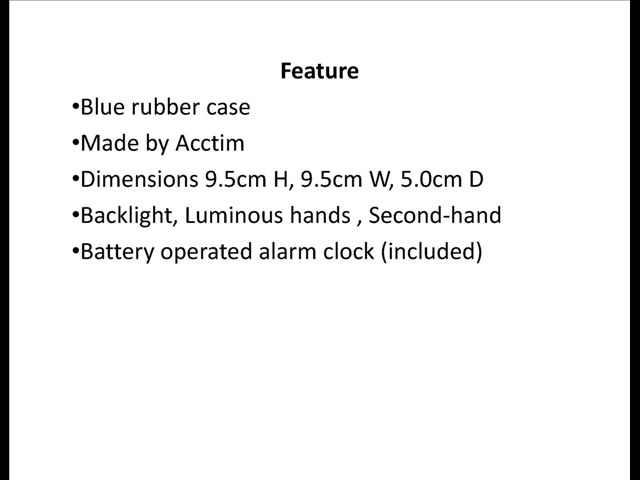 Feature
•Blue rubber case
•Made by Acctim
•Dimensions 9.5cm H, 9.5cm W, 5.0cm D
•Backlight, Luminous hands , Second-hand
•Battery operated alarm clock (included)